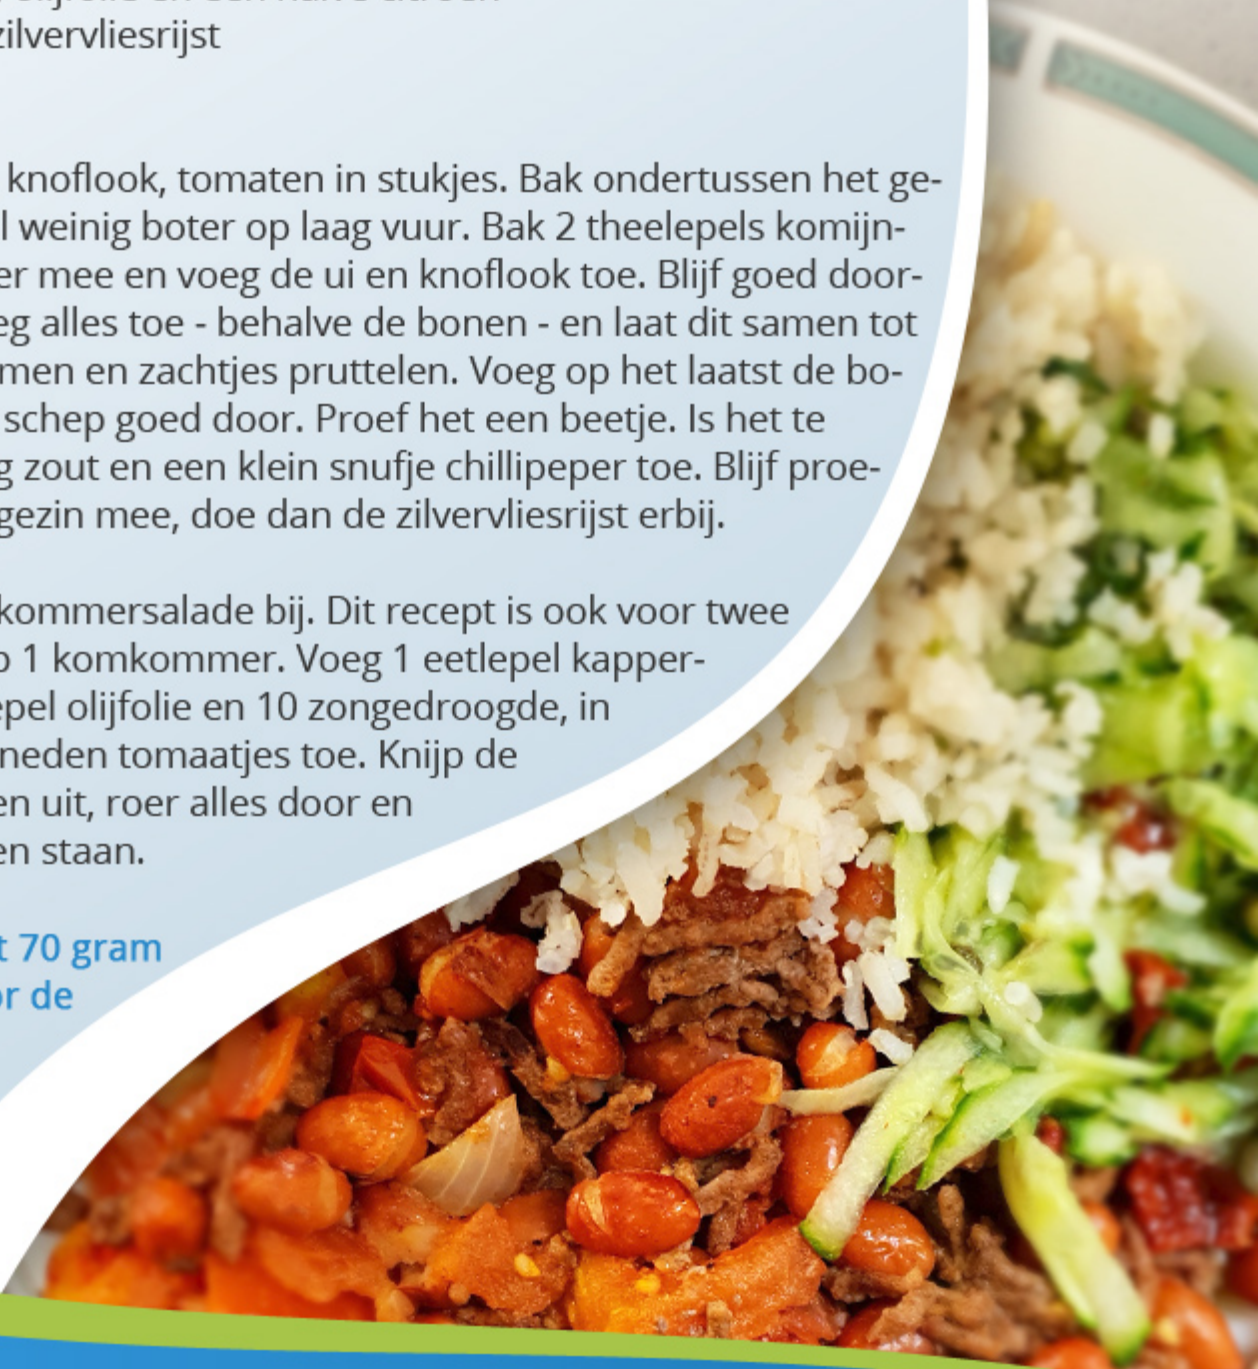 zilvervliesrijst
knoflook, tomaten in stukjes. Bak ondertussen het ge-
l weinig boter op laag vuur. Bak 2 theelepels komijn-
er mee en voeg de ui en knoflook toe. Blijf goed door-
eg alles toe - behalve de bonen - en laat dit samen tot
men en zachtjes pruttelen. Voeg op het laatst de bo-
schep goed door. Proef het een beetje. Is het te
g zout en een klein snufje chillipeper toe. Blijf proe-
gezin mee, doe dan de zilvervliesrijst erbij.
kommersalade bij. Dit recept is ook voor twee
p 1 komkommer. Voeg 1 eetlepel kapper-
epel olijfolie en 10 zongedroogde, in
neden tomaatjes toe. Knijp de
en uit, roer alles door en
en staan.
t 70 gram
or de